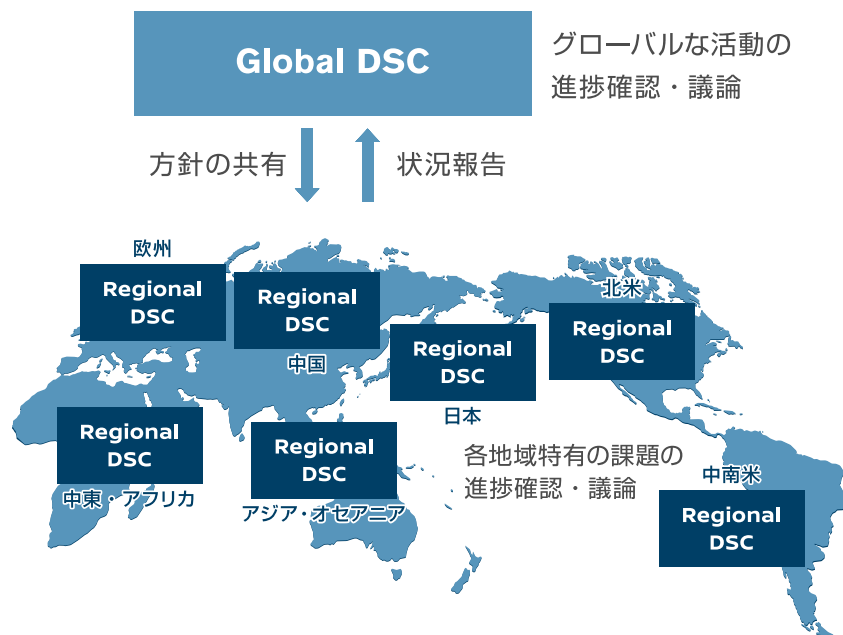 Global DSC
グローバルな活動の
進捗確認・議論
方針の共有
状況報告
欧州
Regional
DSC
Regional
DSC
中国
Regional
DSC
日本
北米
Regional
DSC
Regional
DSC
中東・アフリカ
Regional
DSC
アジア・オセアニア
各地域特有の課題の
進捗確認・議論
中南米
Regional
DSC